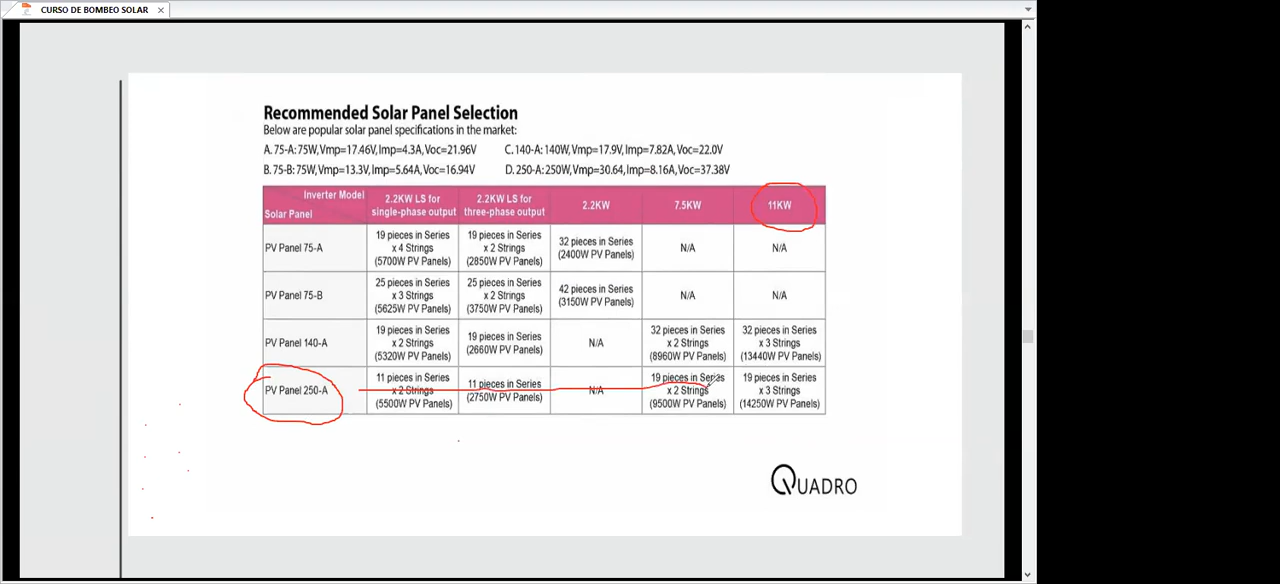 CURSO DE BOMBEO SOLAR
Recommended Solar Panel Selection
Below are popular solar panel specifications in the market:
A. 75-A: 75W, Vmp=17.46V, Imp=4.3A, Voc=21.96V C. 140-A: 140W, Vmp=17.9V, Imp=7.82A, Voc=22.0V
B. 75-B: 75W, Vmp=13.3V, Imp=5.64A, Voc=16.94V D. 250-A: 250W, Vmp=30.64, Imp=8.16A, Voc=37.38V
Inverter Model
Solar Panel
2.2KW LS for
single-phase output
2.2KW LS for
three-phase output
2.2KW
7.5KW
11KW
PV Panel 75-A
19 pieces in Series
x 4 Strings
(5700W PV Panels)
19 pieces in Series
x 2 Strings
(2850W PV Panels)
32 pieces in Series
(2400W PV Panels)
N/A
N/A
PV Panel 75-B
25 pieces in Series
x 3 Strings
(5625W PV Panels)
25 pieces in Series
x 2 Strings
(3750W PV Panels)
42 pieces in Series
(3150W PV Panels)
N/A
N/A
PV Panel 140-A
19 pieces in Series
x 2 Strings
(5320W PV Panels)
19 pieces in Series
(2660W PV Panels)
N/A
32 pieces in Series
x 2 Strings
(8960W PV Panels)
32 pieces in Series
x 3 Strings
(13440W PV Panels)
PV Panel 250-A
11 pieces in Series
x 2 Strings
(5500W PV Panels)
11 pieces in Series
(2750W PV Panels)
N/A
19 pieces in Series
x 2 Strings
(9500W PV Panels)
19 pieces in Series
x 3 Strings
(14250W PV Panels)
QUADRO